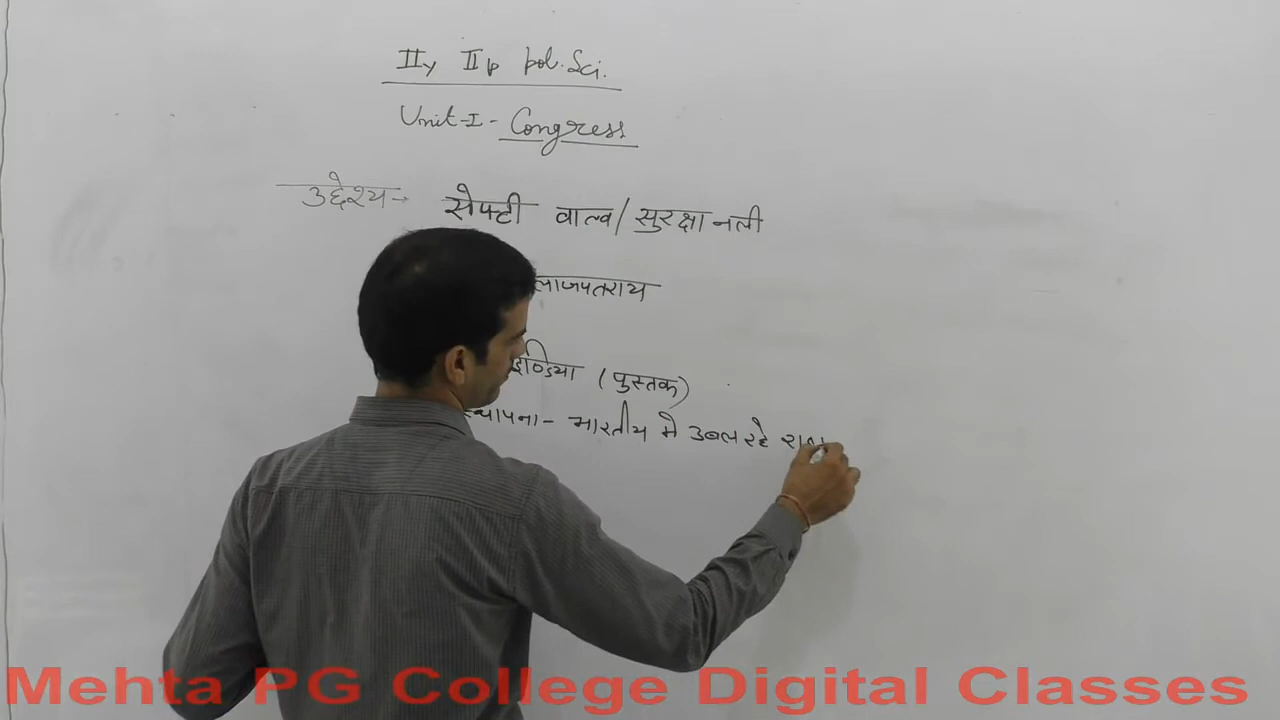 IIy IIp pol. Sci.
Unit-I - Congress
उद्देश्य→ सेफ्टी वाल्व/सुरक्षा नली
लाजपतराय
इण्डिया (पुस्तक)
स्थापना- भारतीय मे उबल रहे
Mehta PG College Digital Classes